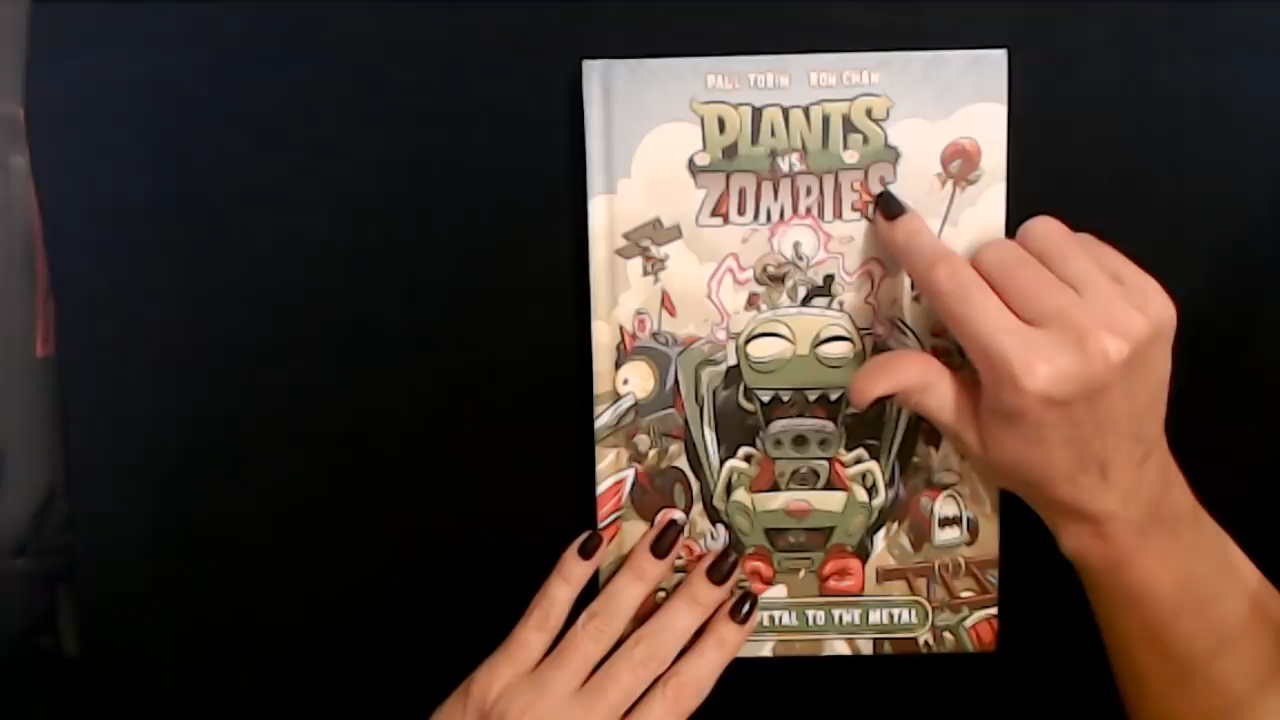 PAUL TOBIN RON CHAN
PLANTS
VS.
ZOMBIES
PETAL TO THE METAL